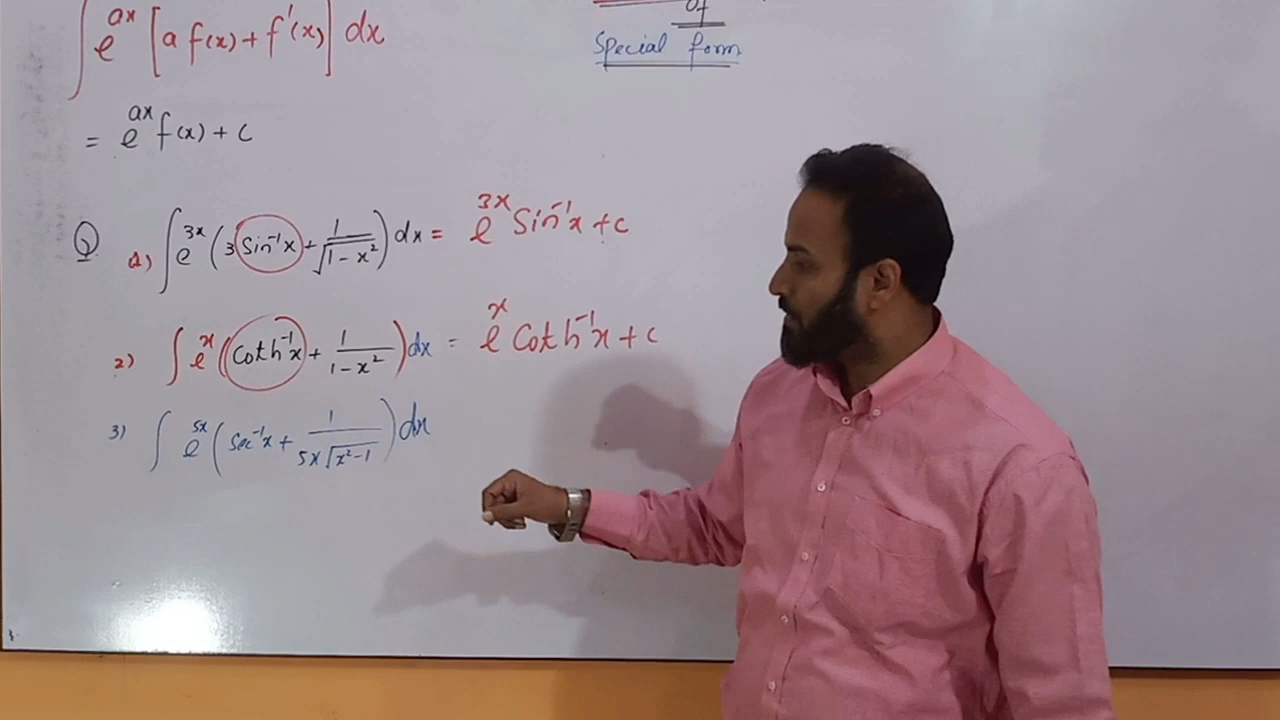 ∫ e^{ax} [a f(x) + f'(x)] dx
of
Special form
= e^{ax} f(x) + c
Q 1) ∫ e^{3x} (3 Sin⁻¹x + 1/√(1-x²)) dx = e^{3x} Sin⁻¹x + c
2) ∫ e^{x} (Coth⁻¹x + 1/(1-x²)) dx = e^{x} Coth⁻¹x + c
3) ∫ e^{5x} (Sec⁻¹x + 1/(5x√(x²-1))) dx